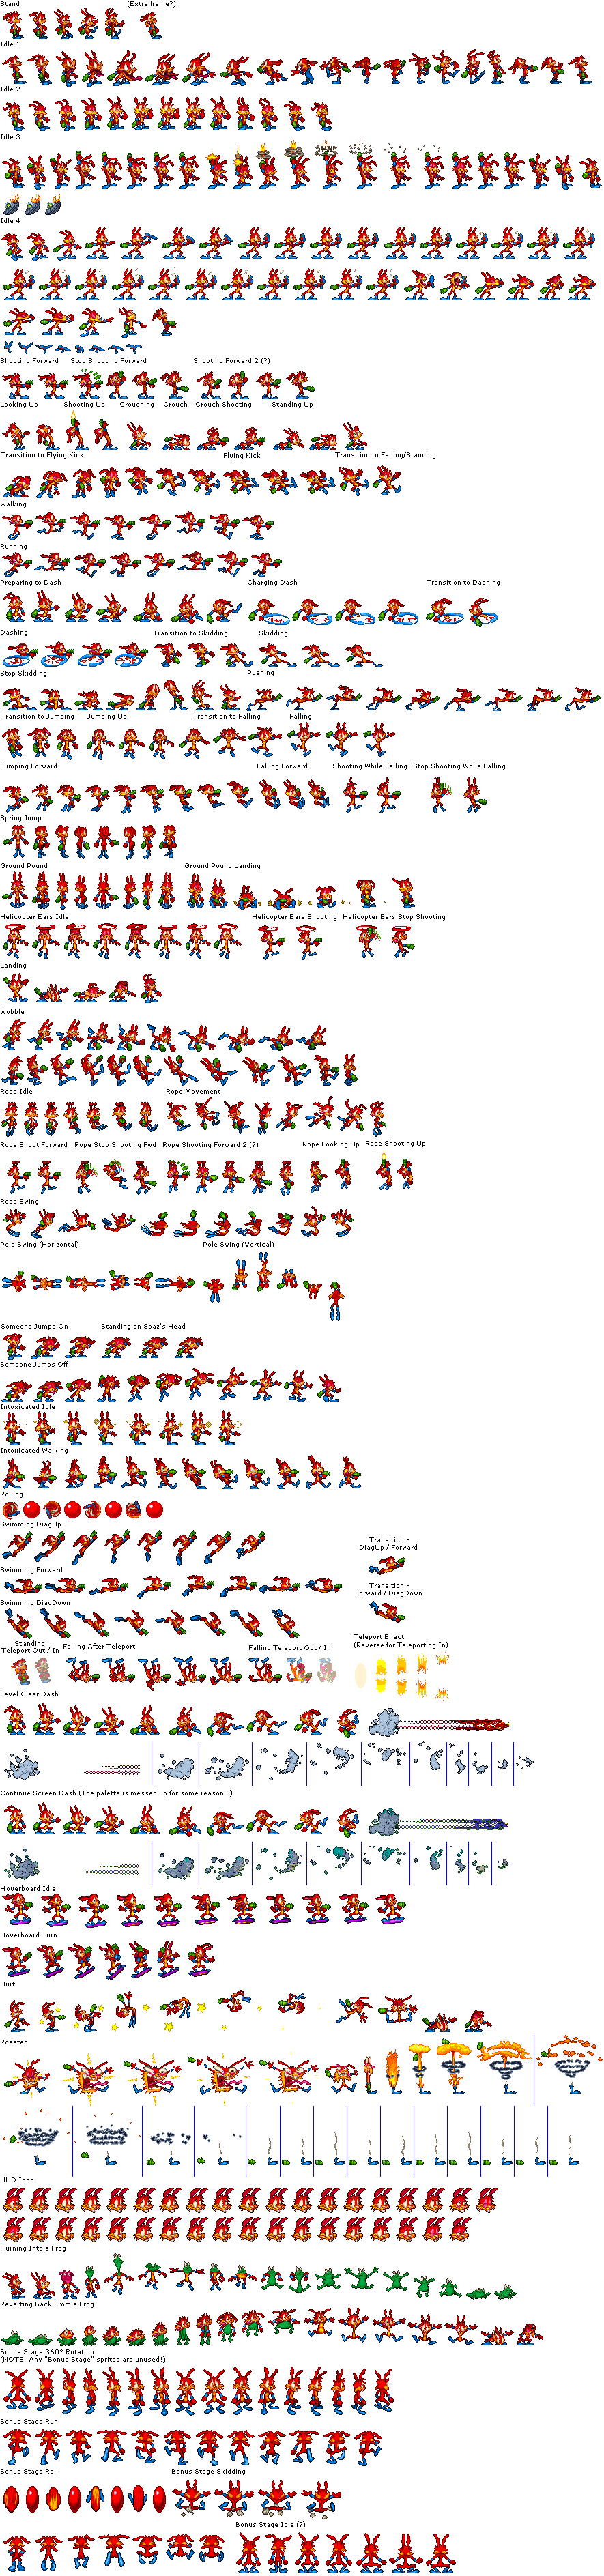 Stand (Extra frame?)
Idle 1
Idle 2
Idle 3
Idle 4
Shooting Forward Stop Shooting Forward Shooting Forward 2 (?)
Looking Up Shooting Up Crouching Crouch Crouch Shooting Standing Up
Transition to Flying Kick Flying Kick Transition to Falling/Standing
Walking
Running
Preparing to Dash Charging Dash Transition to Dashing
Dashing Transition to Skidding Skidding
Stop Skidding Pushing
Transition to Jumping Jumping Up Transition to Falling Falling
Jumping Forward Falling Forward Shooting While Falling Stop Shooting While Falling
Spring Jump
Ground Pound Ground Pound Landing
Helicopter Ears Idle Helicopter Ears Shooting Helicopter Ears Stop Shooting
Landing
Wobble
Rope Idle Rope Movement
Rope Shoot Forward Rope Stop Shooting Fwd Rope Shooting Forward 2 (?) Rope Looking Up Rope Shooting Up
Rope Swing
Pole Swing (Horizontal) Pole Swing (Vertical)
Someone Jumps On Standing on Spaz's Head
Someone Jumps Off
Intoxicated Idle
Intoxicated Walking
Rolling
Swimming DiagUp
Transition -
DiagUp / Forward
Swimming Forward
Transition -
Forward / DiagDown
Swimming DiagDown
Standing
Teleport Out / In
Falling After Teleport
Falling Teleport Out / In
Teleport Effect
(Reverse for Teleporting In)
Level Clear Dash
Continue Screen Dash (The palette is messed up for some reason...)
Hoverboard Idle
Hoverboard Turn
Hurt
Roasted
HUD Icon
Turning Into a Frog
Reverting Back From a Frog
Bonus Stage 360° Rotation
(NOTE: Any "Bonus Stage" sprites are unused!)
Bonus Stage Run
Bonus Stage Roll Bonus Stage Skidding
Bonus Stage Idle (?)